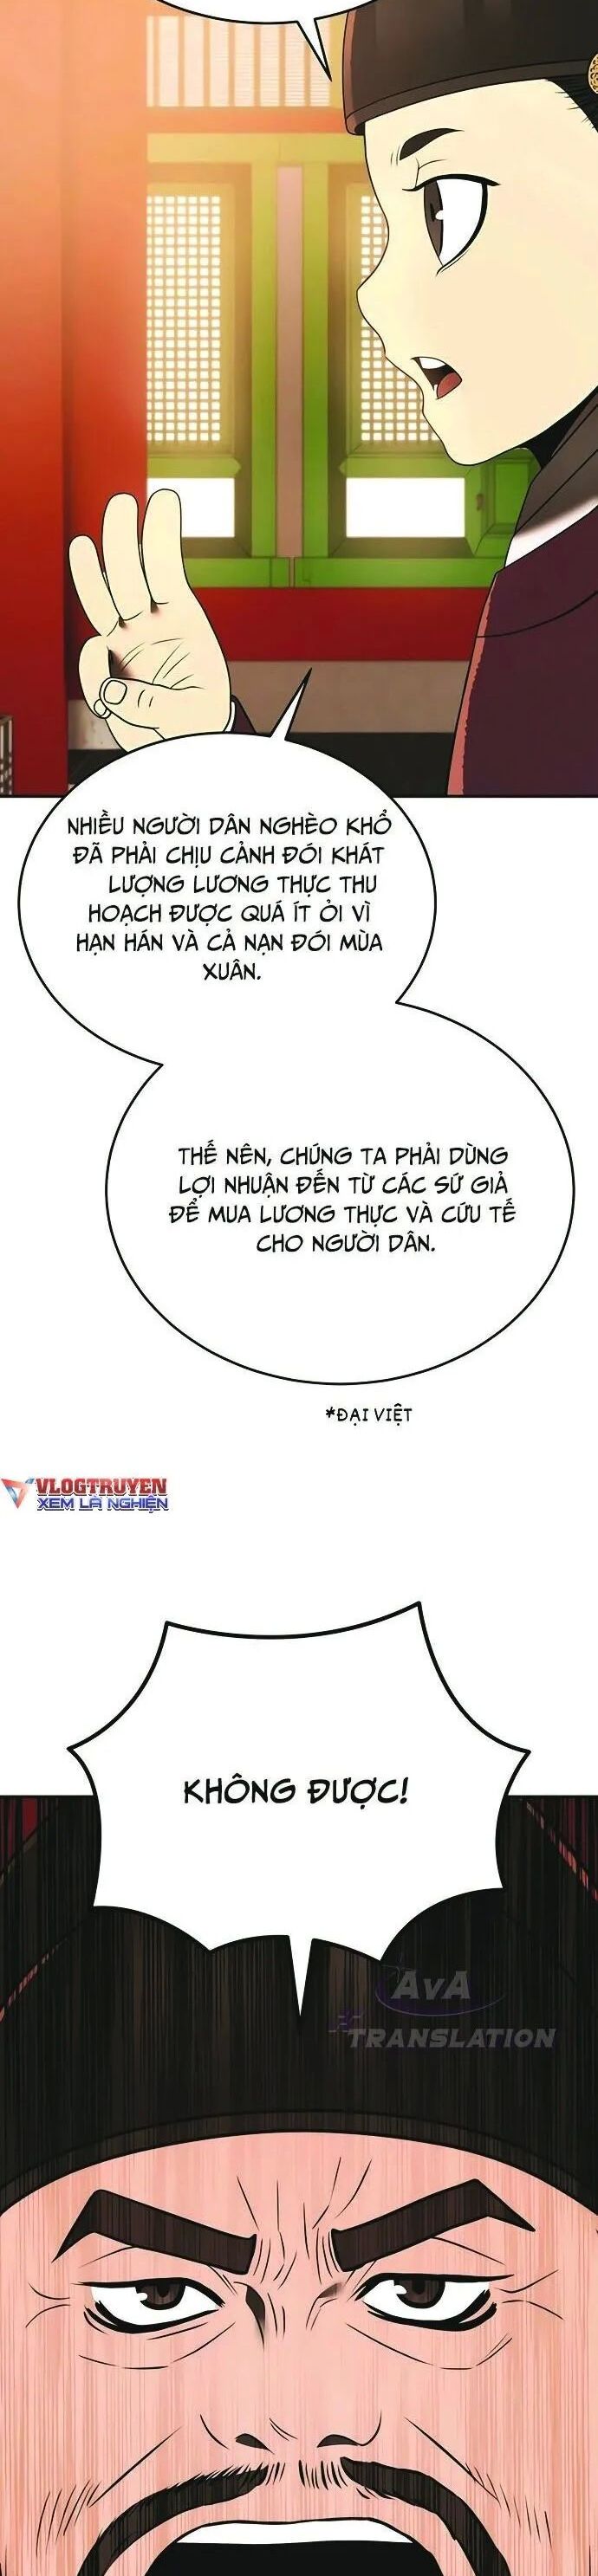 NHIỀU NGƯỜI DÂN NGHÈO KHỔ
ĐÃ PHẢI CHỊU CẢNH ĐÓI KHÁT
LƯỢNG LƯƠNG THỰC THU
HOẠCH ĐƯỢC QUÁ ÍT ỎI VÌ
HẠN HÁN VÀ CẢ NẠN ĐÓI MÙA
XUÂN.
THẾ NÊN, CHÚNG TA PHẢI DÙNG
LỢI NHUẬN ĐẾN TỪ CÁC SỨ GIẢ
ĐỂ MUA LƯƠNG THỰC VÀ CỨU TẾ
CHO NGƯỜI DÂN.
*ĐẠI VIỆT
VLOGTRUYEN
XEM LÀ NGHIỆN
KHÔNG ĐƯỢC!
AVA
TRANSLATION